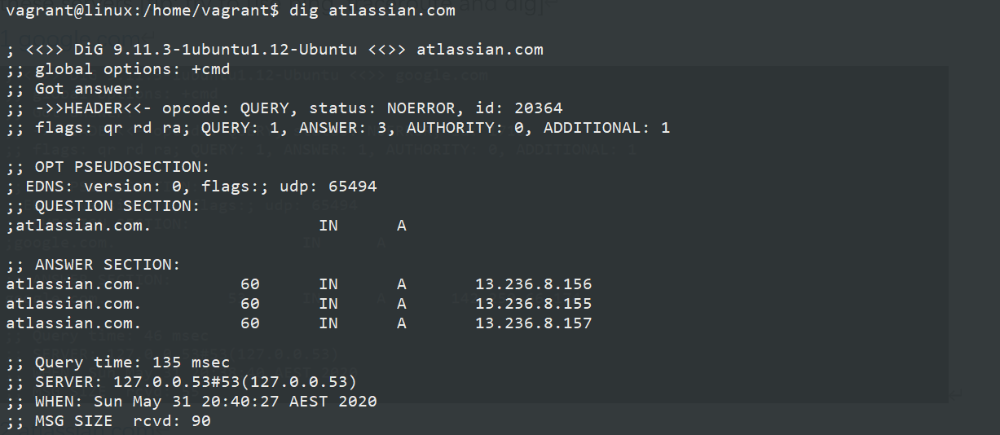 vagrant@linux:/home/vagrant$ dig atlassian.com
; <<>> DiG 9.11.3-1ubuntu1.12-Ubuntu <<>> atlassian.com
;; global options: +cmd
;; Got answer:
;; ->>HEADER<<- opcode: QUERY, status: NOERROR, id: 20364
;; flags: qr rd ra; QUERY: 1, ANSWER: 3, AUTHORITY: 0, ADDITIONAL: 1
;; OPT PSEUDOSECTION:
; EDNS: version: 0, flags:; udp: 65494
;; QUESTION SECTION:
;atlassian.com. IN A
;; ANSWER SECTION:
atlassian.com. 60 IN A 13.236.8.156
atlassian.com. 60 IN A 13.236.8.155
atlassian.com. 60 IN A 13.236.8.157
;; Query time: 135 msec
;; SERVER: 127.0.0.53#53(127.0.0.53)
;; WHEN: Sun May 31 20:40:27 AEST 2020
;; MSG SIZE rcvd: 90